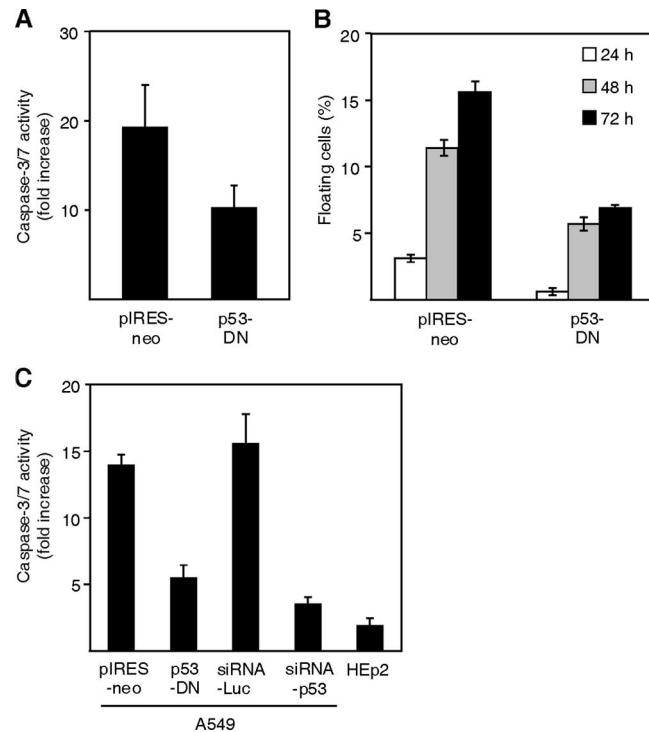 A
Caspase-3/7 activity
(fold increase)
30
20
10
pIRES-
neo
p53-
DN
B
Floating cells (%)
20
15
10
5
24 h
48 h
72 h
pIRES-
neo
p53-
DN
C
Caspase-3/7 activity
(fold increase)
20
15
10
5
pIRES
-neo
p53
-DN
siRNA
-Luc
siRNA
-p53
HEp2
A549